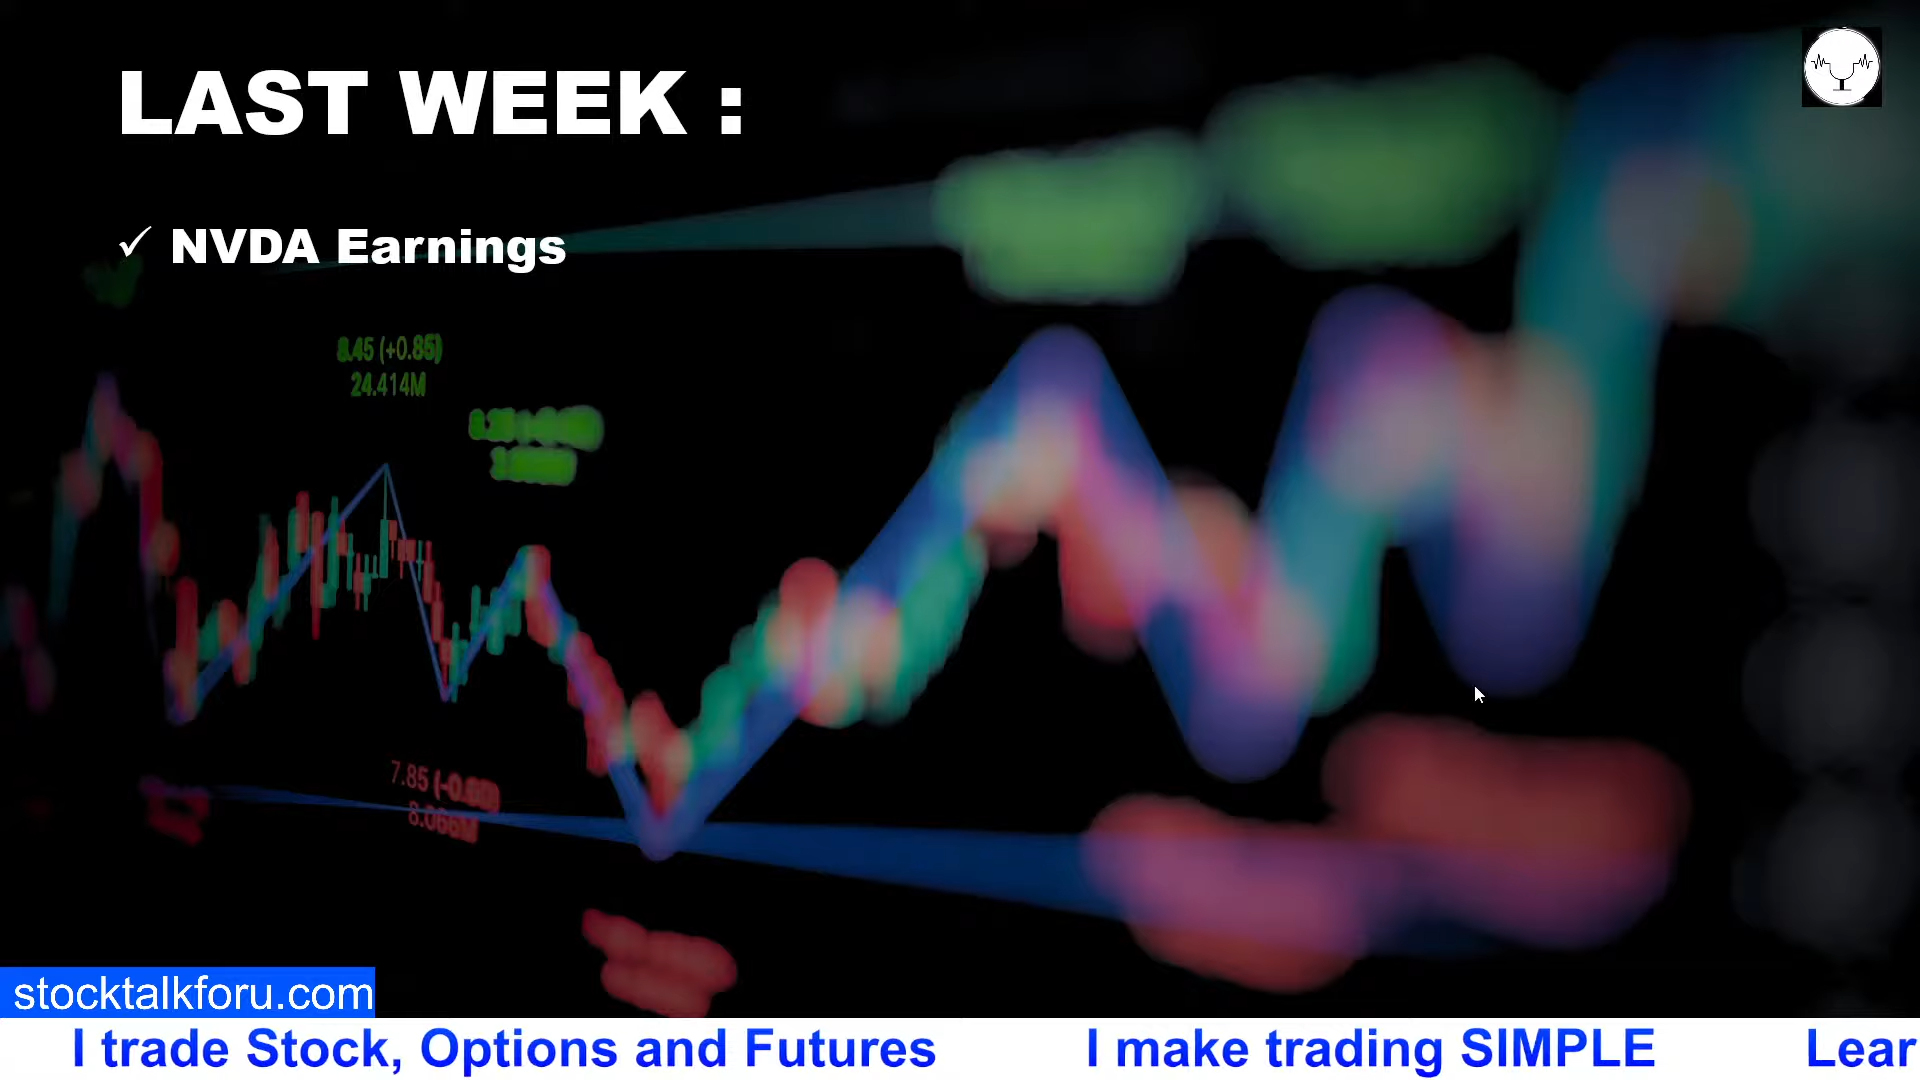 LAST WEEK :
✓ NVDA Earnings
8.45 (+0.85)
24.414M
7.85
stocktalkforu.com
I trade Stock, Options and Futures I make trading SIMPLE Lear